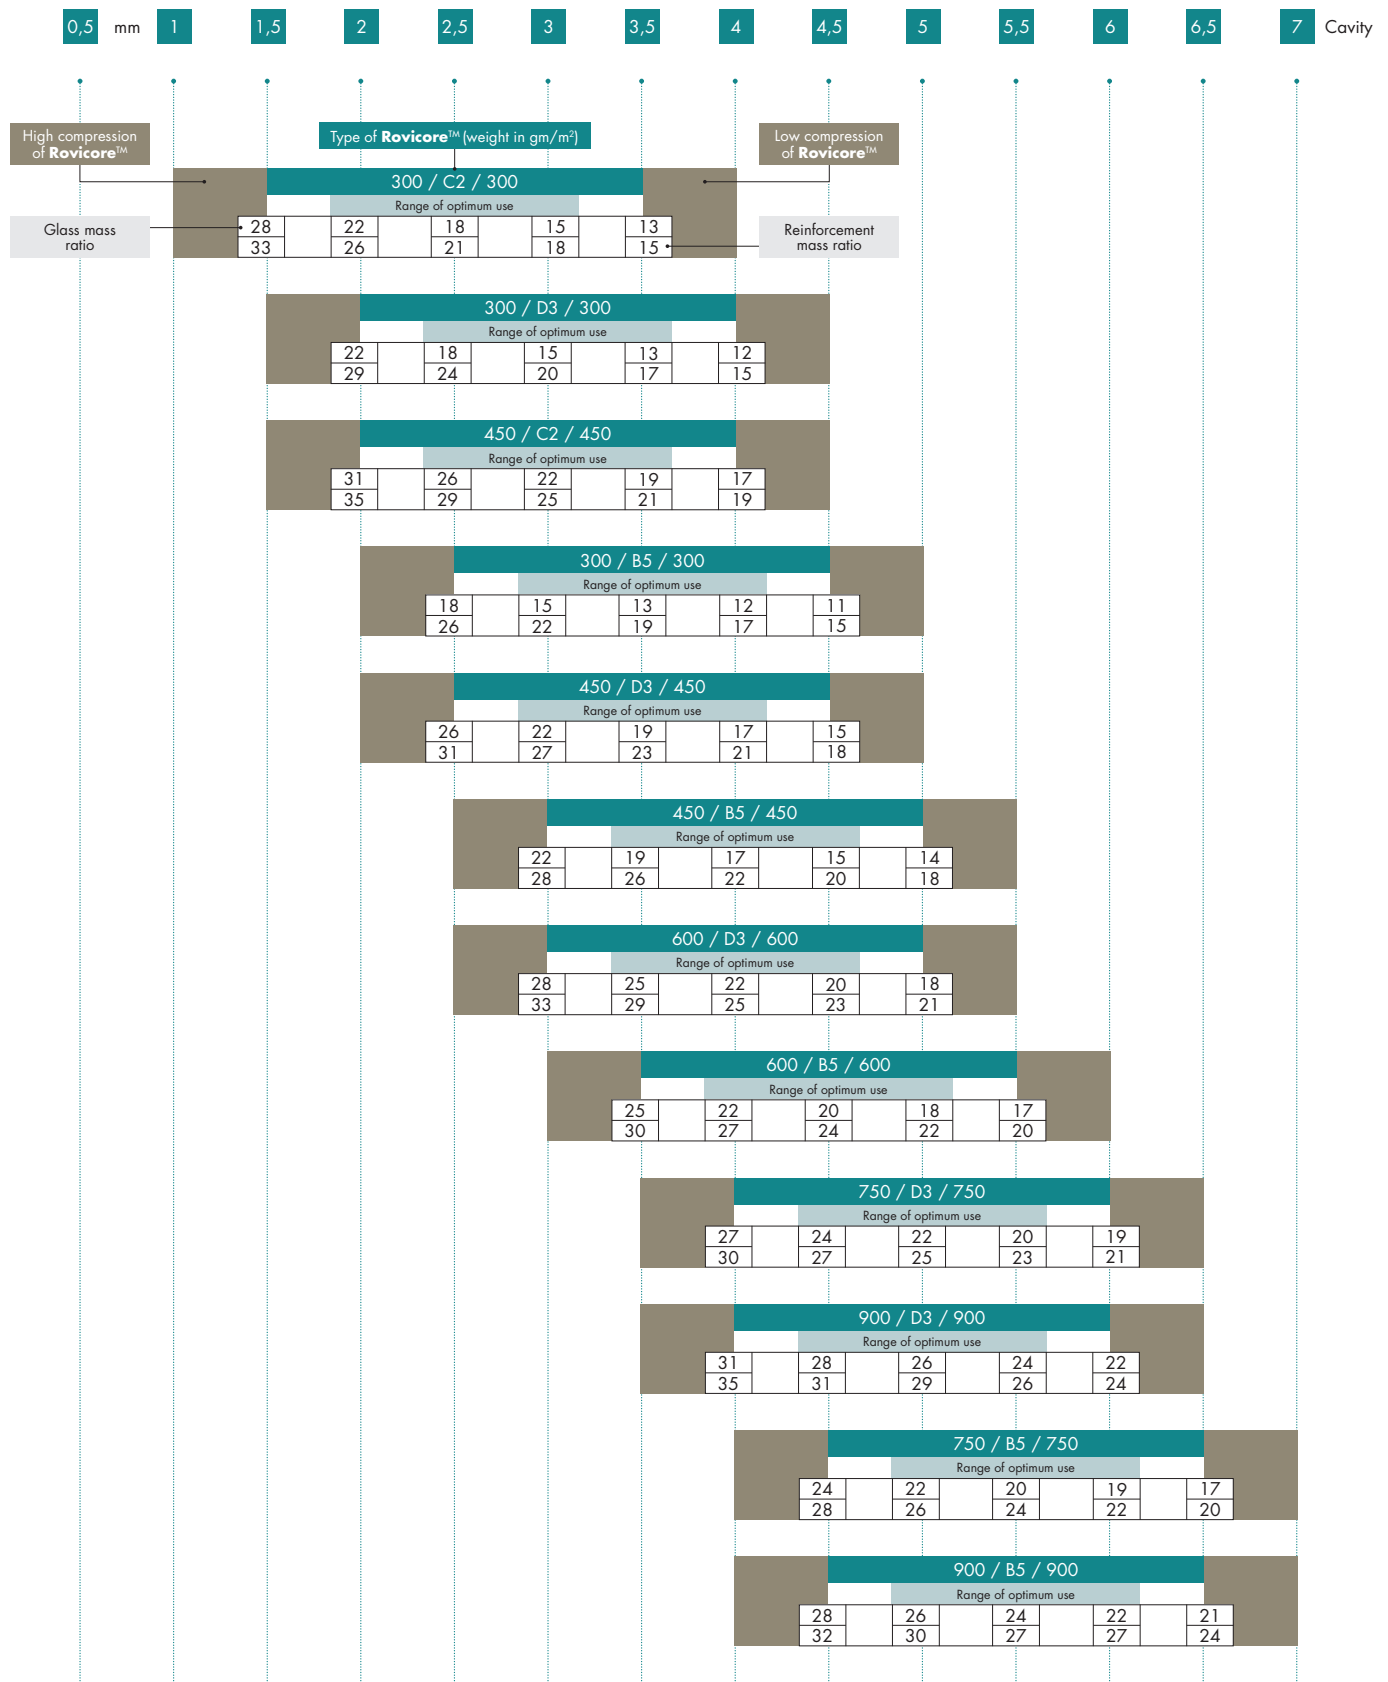 0,5 mm 1 1,5 2 2,5 3 3,5 4 4,5 5 5,5 6 6,5 7 Cavity
High compression
of Rovicore™
Type of Rovicore™ (weight in gm/m²)
Low compression
of Rovicore™
300 / C2 / 300
Range of optimum use
Glass mass
ratio
28 22 18 15 13
33 26 21 18 15
Reinforcement
mass ratio
300 / D3 / 300
Range of optimum use
22 18 15 13 12
29 24 20 17 15
450 / C2 / 450
Range of optimum use
31 26 22 19 17
35 29 25 21 19
300 / B5 / 300
Range of optimum use
18 15 13 12 11
26 22 19 17 15
450 / D3 / 450
Range of optimum use
26 22 19 17 15
31 27 23 21 18
450 / B5 / 450
Range of optimum use
22 19 17 15 14
28 26 22 20 18
600 / D3 / 600
Range of optimum use
28 25 22 20 18
33 29 25 23 21
600 / B5 / 600
Range of optimum use
25 22 20 18 17
30 27 24 22 20
750 / D3 / 750
Range of optimum use
27 24 22 20 19
30 27 25 23 21
900 / D3 / 900
Range of optimum use
31 28 26 24 22
35 31 29 26 24
750 / B5 / 750
Range of optimum use
24 22 20 19 17
28 26 24 22 20
900 / B5 / 900
Range of optimum use
28 26 24 22 21
32 30 27 27 24